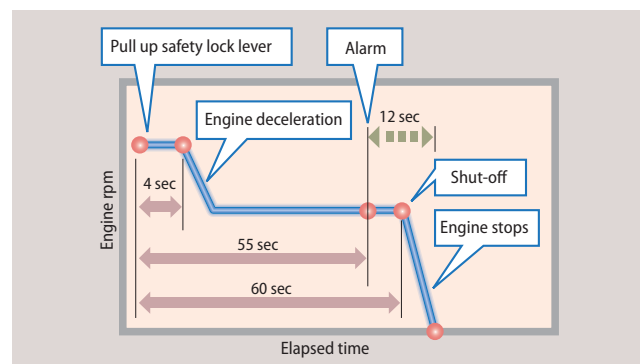 Pull up safety lock lever
Alarm
Engine deceleration
12 sec
4 sec
Shut-off
Engine rpm
55 sec
Engine stops
60 sec
Elapsed time